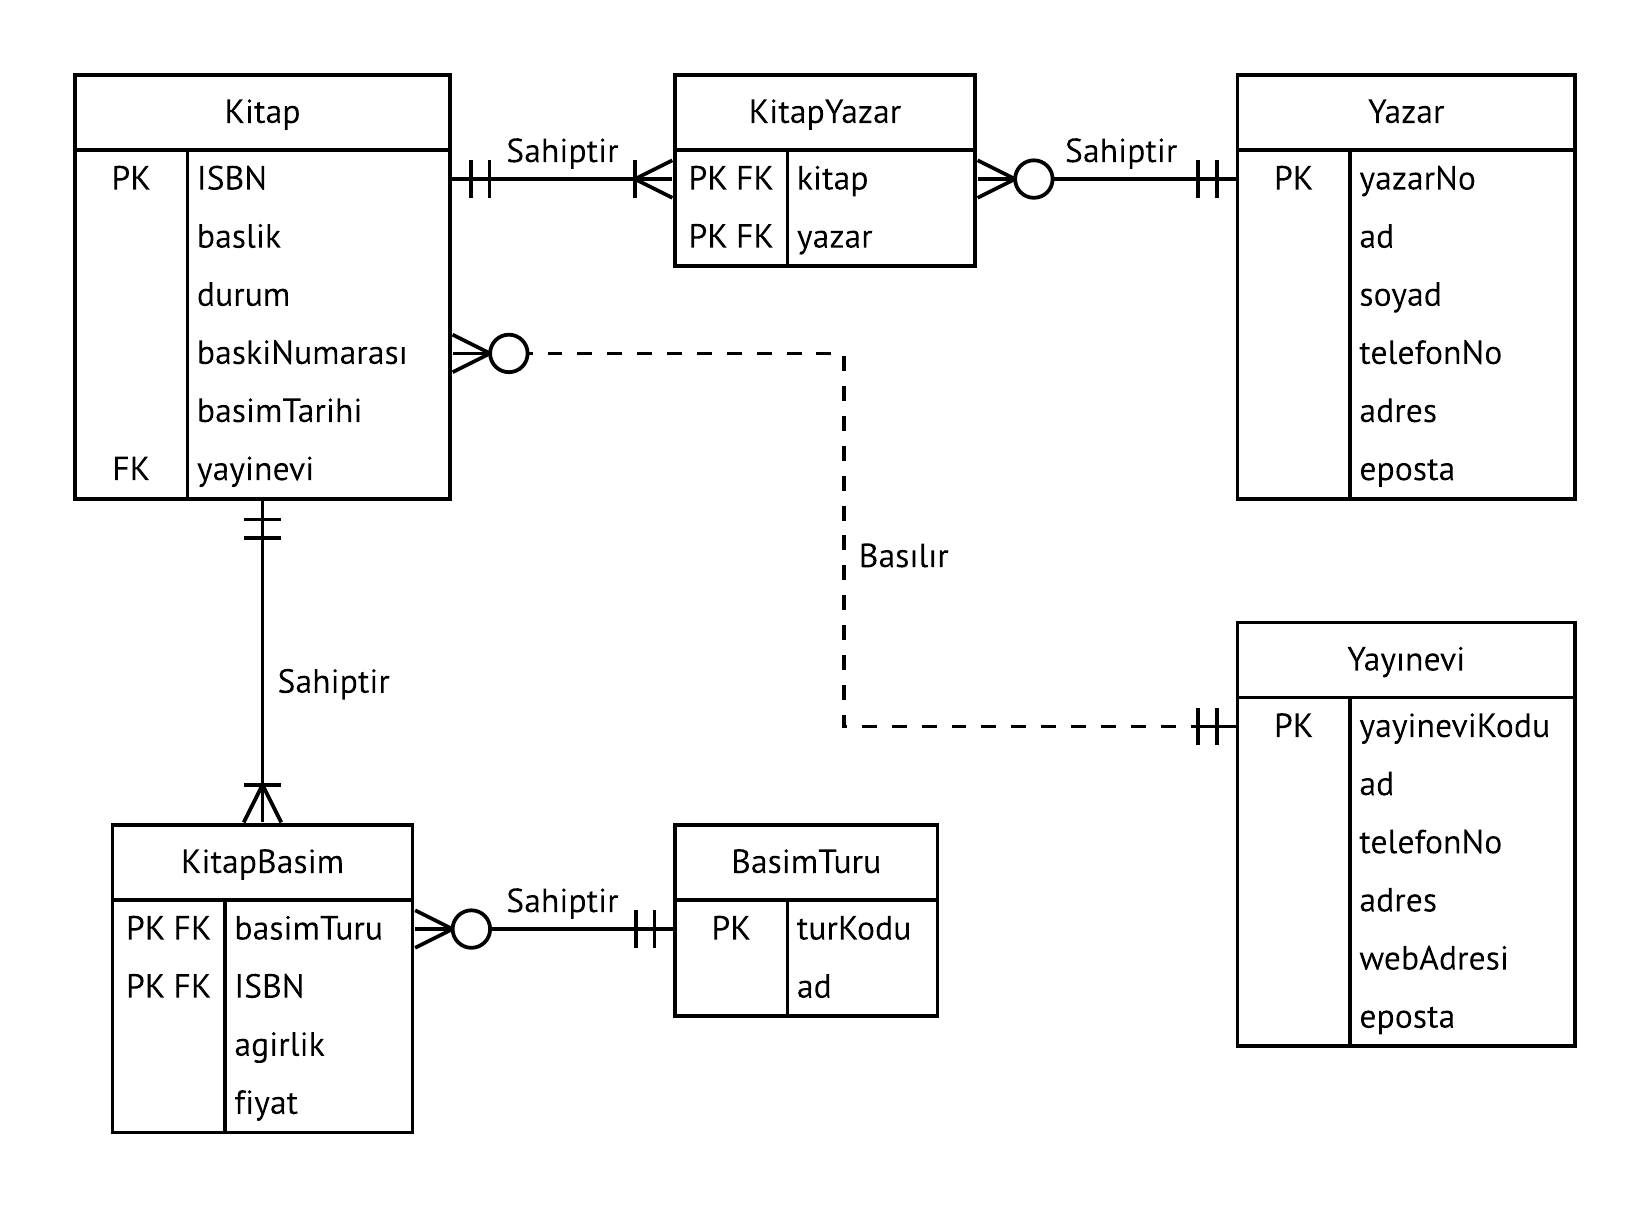 Kitap
PK ISBN
baslik
durum
baskiNumarası
basimTarihi
FK yayinevi
Sahiptir
KitapYazar
PK FK kitap
PK FK yazar
Sahiptir
Yazar
PK yazarNo
ad
soyad
telefonNo
adres
eposta
Basılır
Sahiptir
Yayınevi
PK yayineviKodu
ad
telefonNo
adres
webAdresi
eposta
KitapBasim
PK FK basimTuru
PK FK ISBN
agirlik
fiyat
Sahiptir
BasimTuru
PK turKodu
ad